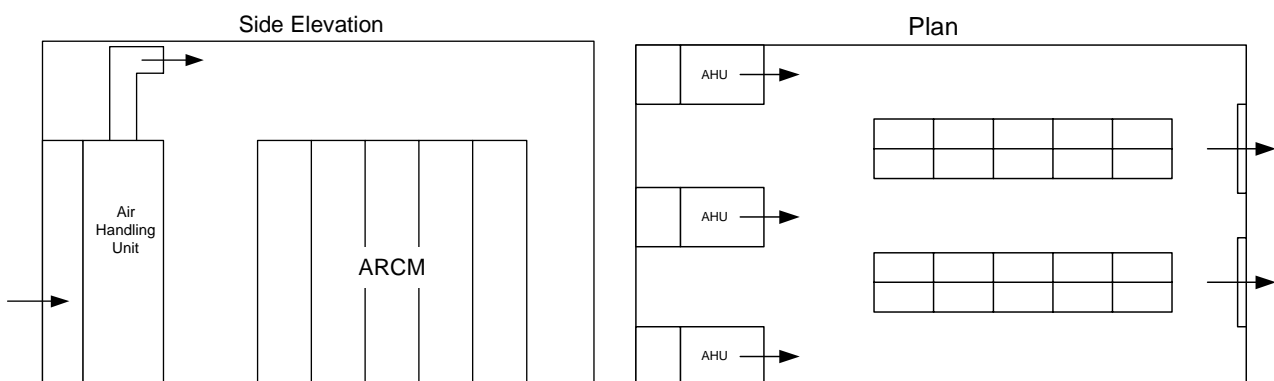 Side Elevation
Plan
Air
Handling
Unit
ARCM
AHU
AHU
AHU